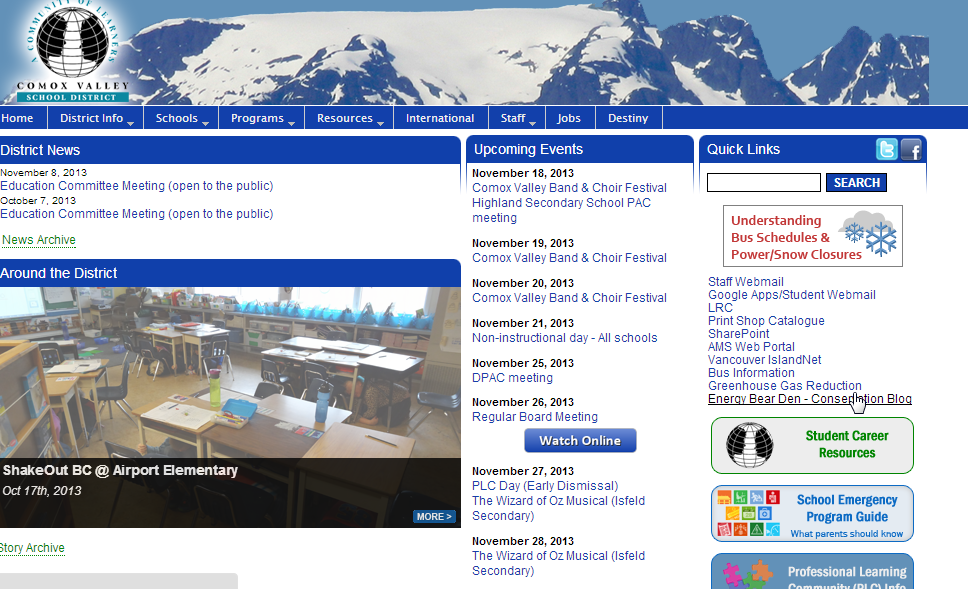 A COMMUNITY OF LEARNERS
COMOX VALLEY
SCHOOL DISTRICT
Home District Info Schools Programs Resources International Staff Jobs Destiny
District News
November 8, 2013
Education Committee Meeting (open to the public)
October 7, 2013
Education Committee Meeting (open to the public)
News Archive
Around the District
ShakeOut BC @ Airport Elementary
Oct 17th, 2013
MORE >
Story Archive
Upcoming Events
November 18, 2013
Comox Valley Band & Choir Festival
Highland Secondary School PAC
meeting
November 19, 2013
Comox Valley Band & Choir Festival
November 20, 2013
Comox Valley Band & Choir Festival
November 21, 2013
Non-instructional day - All schools
November 25, 2013
DPAC meeting
November 26, 2013
Regular Board Meeting
Watch Online
November 27, 2013
PLC Day (Early Dismissal)
The Wizard of Oz Musical (Isfeld
Secondary)
November 28, 2013
The Wizard of Oz Musical (Isfeld
Secondary)
Quick Links
SEARCH
Understanding
Bus Schedules &
Power/Snow Closures
Staff Webmail
Google Apps/Student Webmail
LRC
Print Shop Catalogue
SharePoint
AMS Web Portal
Vancouver IslandNet
Bus Information
Greenhouse Gas Reduction
Energy Bear Den - Conservation Blog
Student Career
Resources
School Emergency
Program Guide
What parents should know
Professional Learning
Community (PLC) Info